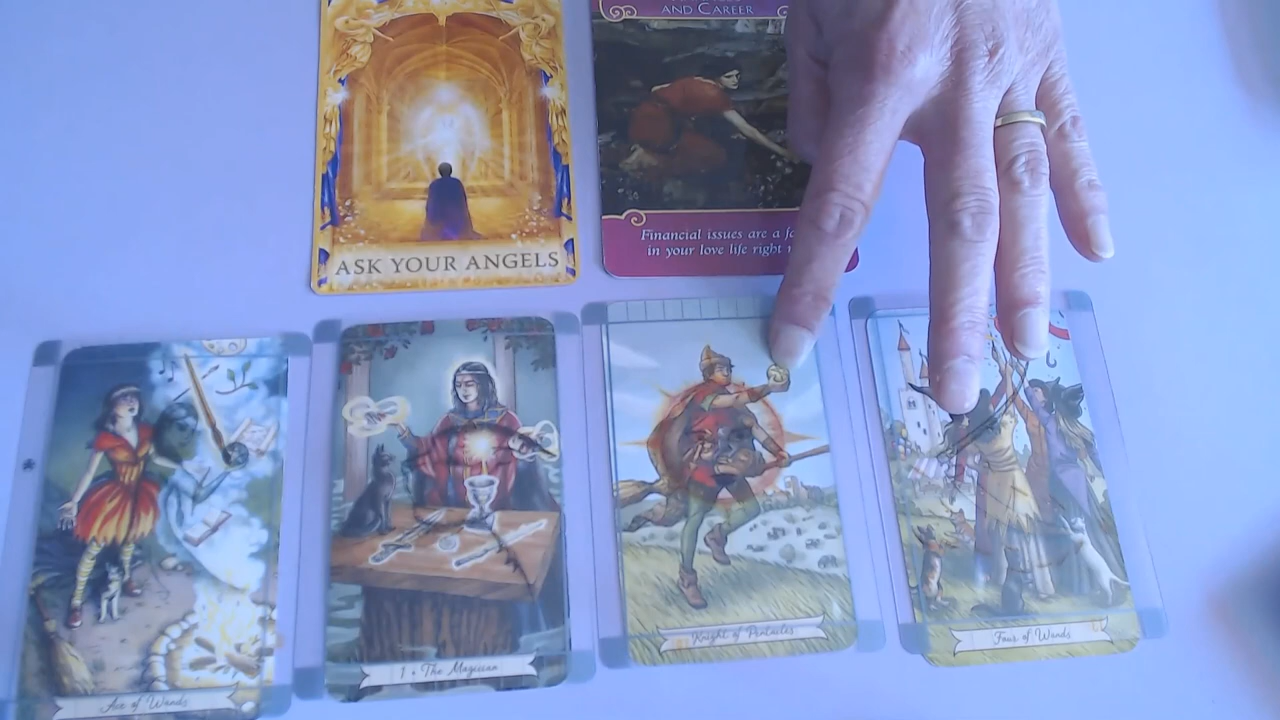 AND CAREER
ASK YOUR ANGELS
Financial issues are a
in your love life right
Ace of Wands
1 • The Magician
Knight of Pentacles
Four of Wands